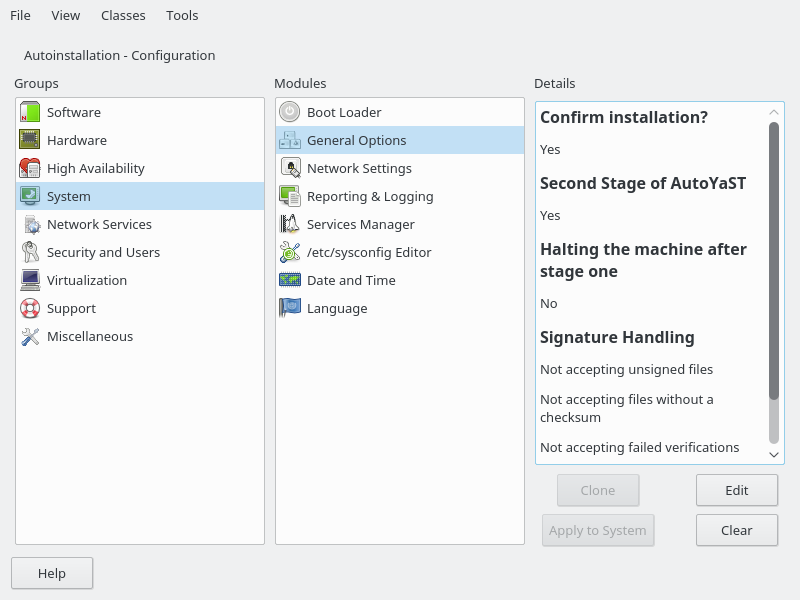 File View Classes Tools
Autoinstallation - Configuration
Groups
Software
Hardware
High Availability
System
Network Services
Security and Users
Virtualization
Support
Miscellaneous
Modules
Boot Loader
General Options
Network Settings
Reporting & Logging
Services Manager
/etc/sysconfig Editor
Date and Time
Language
Details
Confirm installation?
Yes
Second Stage of AutoYaST
Yes
Halting the machine after
stage one
No
Signature Handling
Not accepting unsigned files
Not accepting files without a
checksum
Not accepting failed verifications
Clone
Edit
Apply to System
Clear
Help